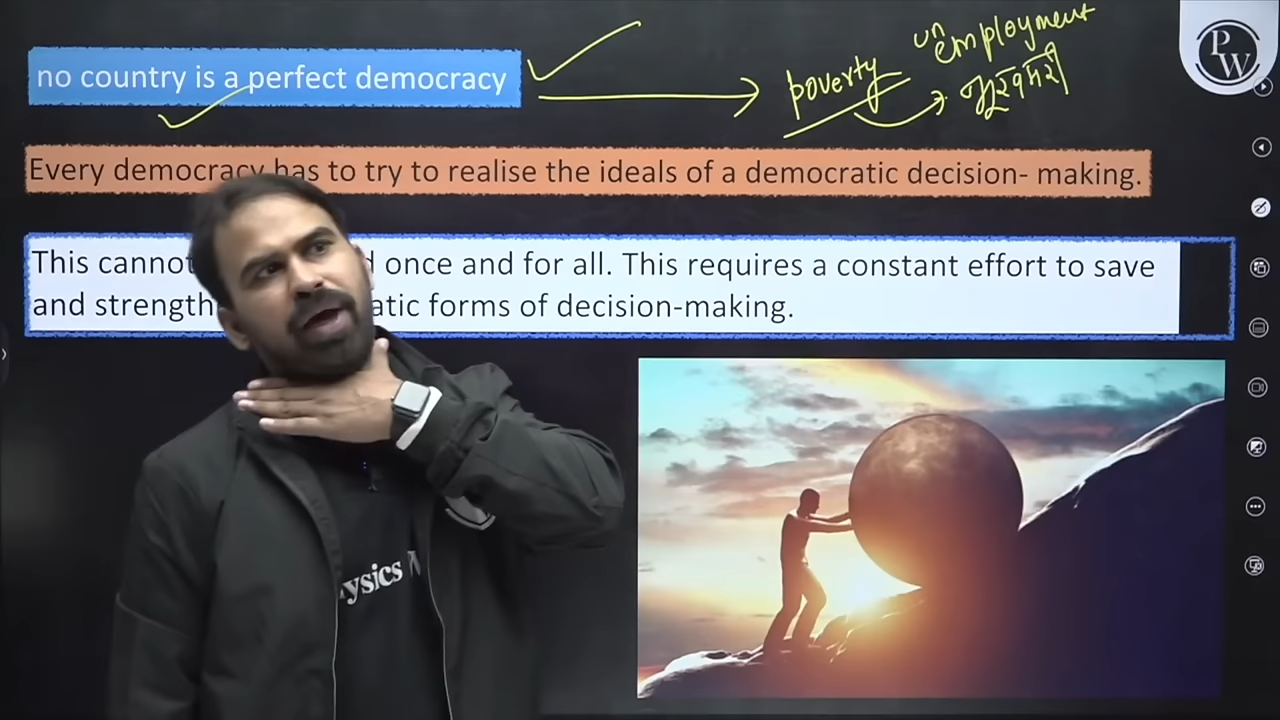 no country is a perfect democracy
poverty
un
employment
भुखमरी
PW
Every democracy has to try to realise the ideals of a democratic decision- making.
This cannot d once and for all. This requires a constant effort to save
and strength atic forms of decision-making.
ysics W